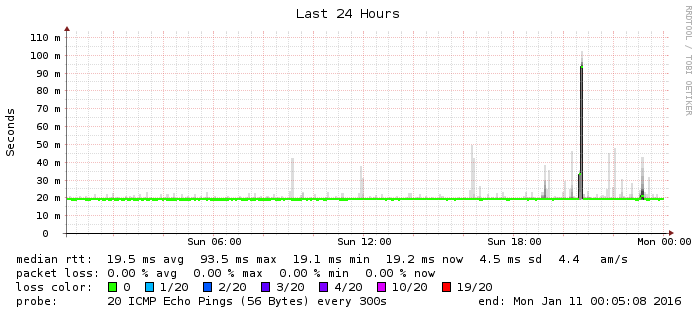 Last 24 Hours
RRDTOOL / TOBI OETIKER
Seconds
110 m
100 m
90 m
80 m
70 m
60 m
50 m
40 m
30 m
20 m
10 m
0
Sun 06:00 Sun 12:00 Sun 18:00 Mon 00:00
median rtt: 19.5 ms avg 93.5 ms max 19.1 ms min 19.2 ms now 4.5 ms sd 4.4 am/s
packet loss: 0.00 % avg 0.00 % max 0.00 % min 0.00 % now
loss color: 0 1/20 2/20 3/20 4/20 10/20 19/20
probe: 20 ICMP Echo Pings (56 Bytes) every 300s end: Mon Jan 11 00:05:08 2016